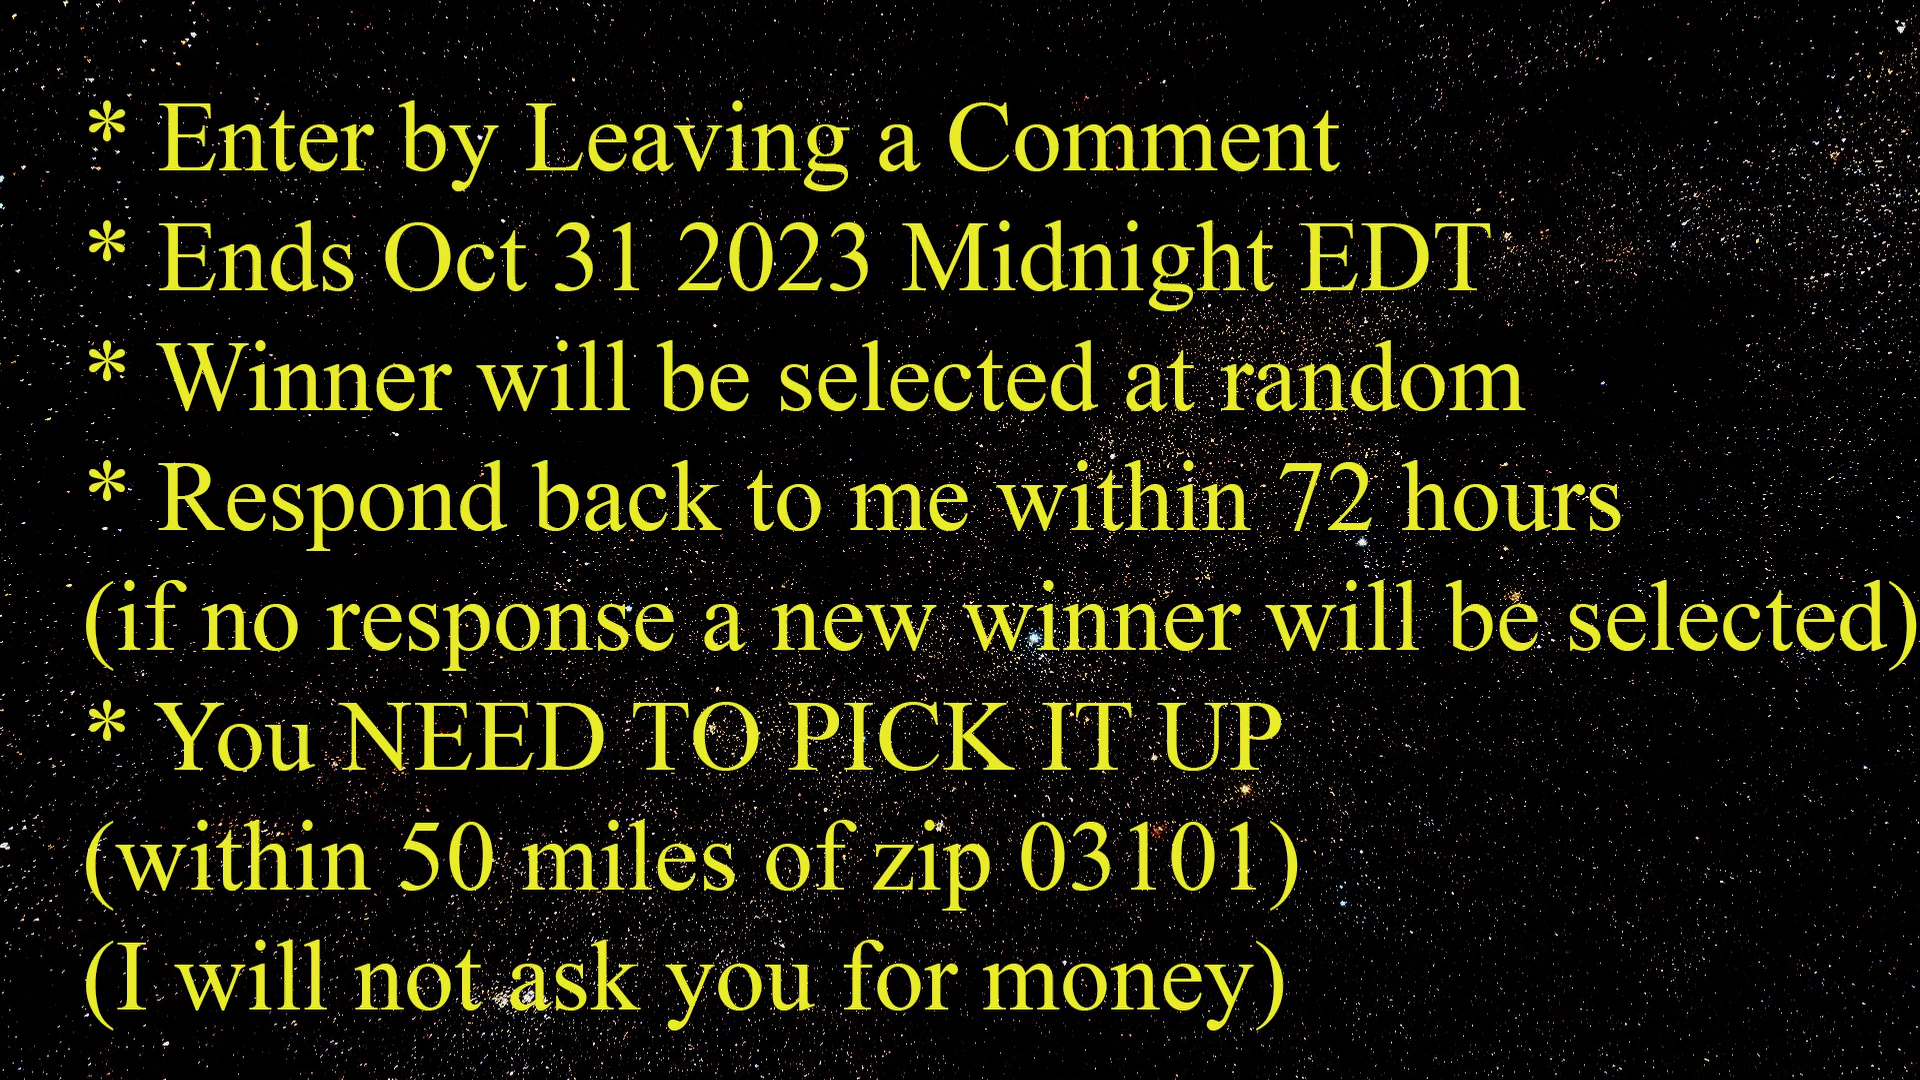 * Enter by Leaving a Comment
* Ends Oct 31 2023 Midnight EDT
* Winner will be selected at random
* Respond back to me within 72 hours
(if no response a new winner will be selected)
* You NEED TO PICK IT UP
(within 50 miles of zip 03101)
(I will not ask you for money)